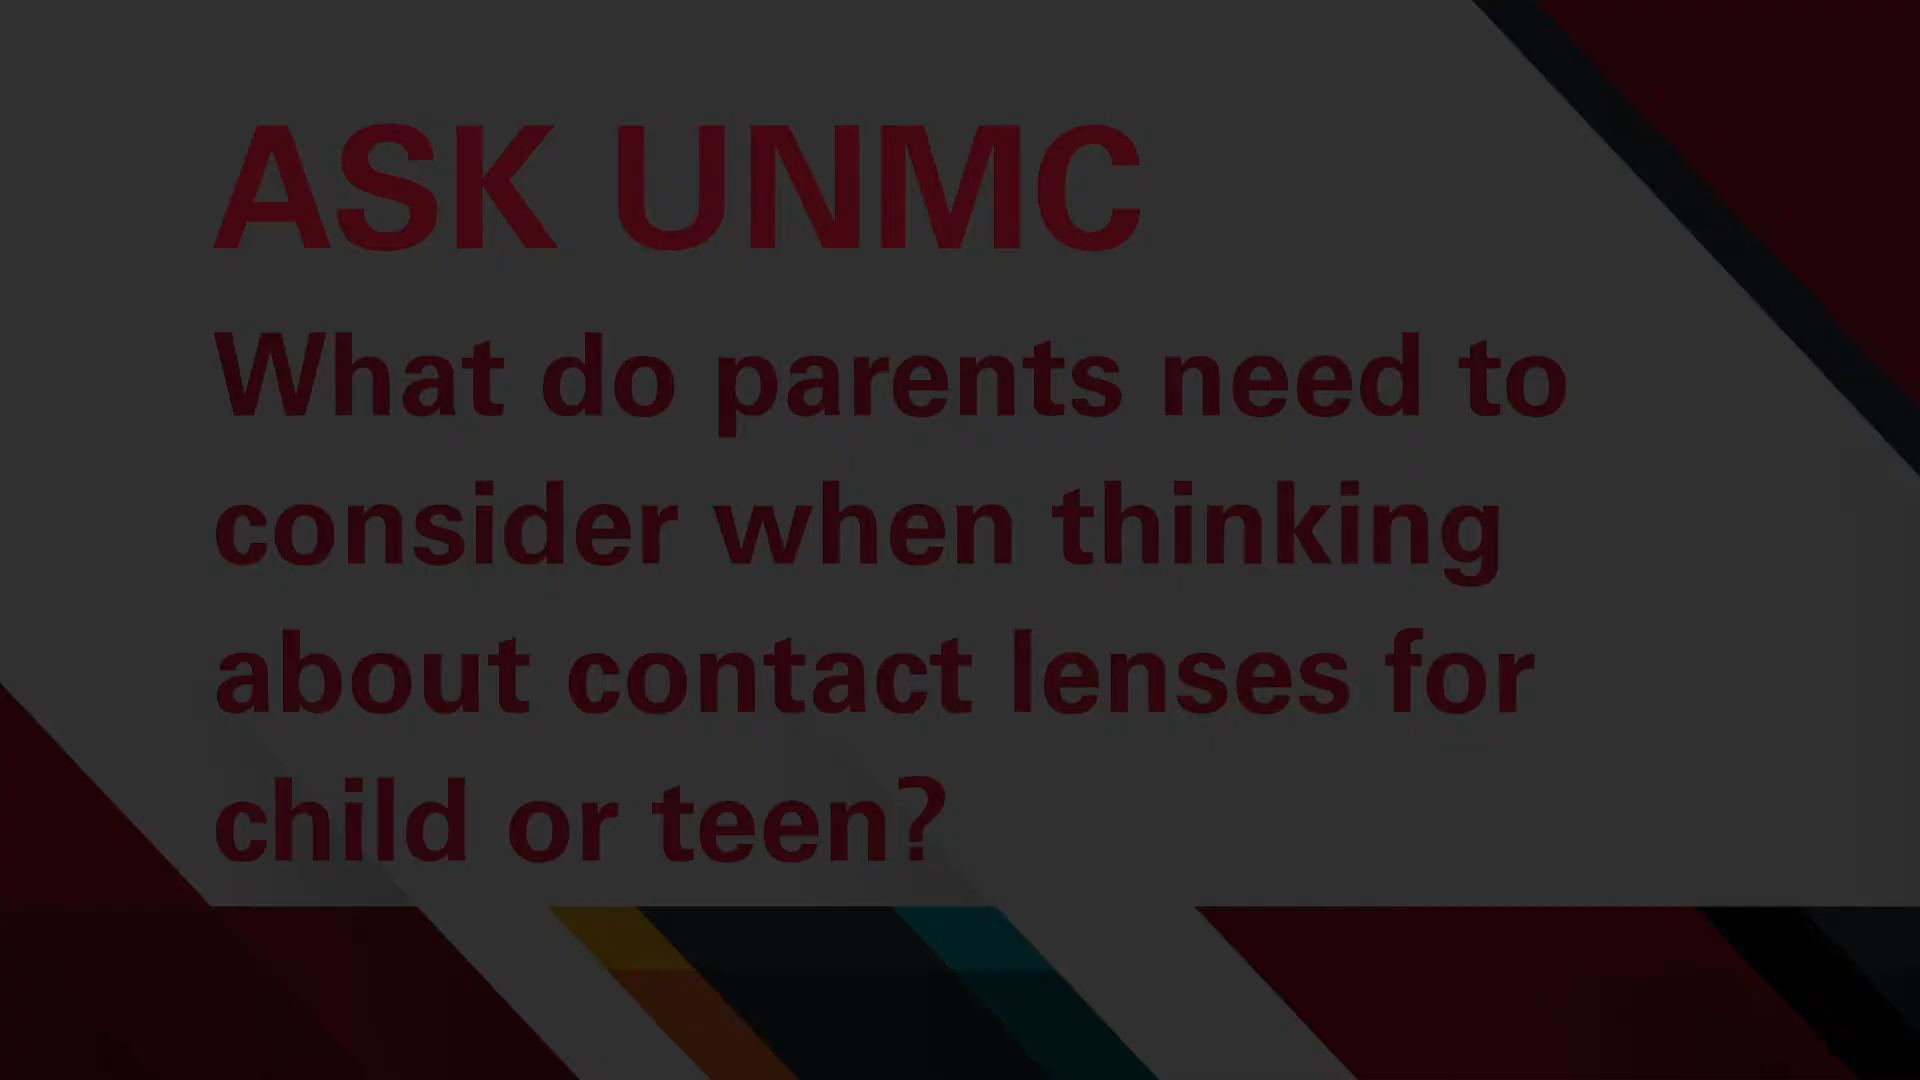 ASK UNMC
What do parents need to
consider when thinking
about contact lenses for
child or teen?